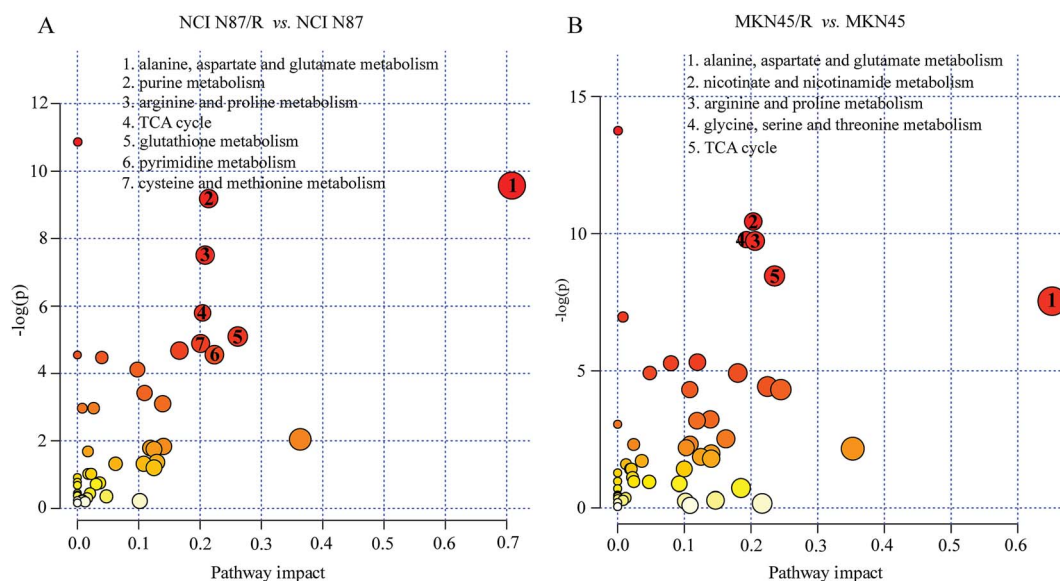 A
NCI N87/R vs. NCI N87
1. alanine, aspartate and glutamate metabolism
2. purine metabolism
3. arginine and proline metabolism
4. TCA cycle
5. glutathione metabolism
6. pyrimidine metabolism
7. cysteine and methionine metabolism
-log(p)
12
10
8
6
4
2
0
1
2
3
4
5
7
6
0.0
0.1
0.2
0.3
0.4
0.5
0.6
0.7
Pathway impact
B
MKN45/R vs. MKN45
1. alanine, aspartate and glutamate metabolism
2. nicotinate and nicotinamide metabolism
3. arginine and proline metabolism
4. glycine, serine and threonine metabolism
5. TCA cycle
-log(p)
15
10
5
0
2
4
3
5
1
0.0
0.1
0.2
0.3
0.4
0.5
0.6
Pathway impact